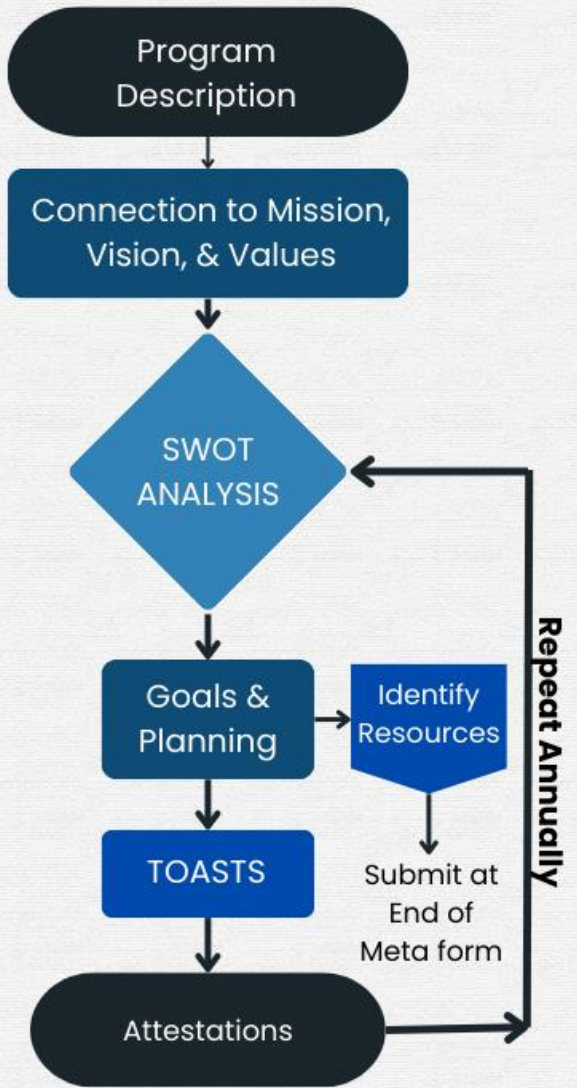 Program
Description
Connection to Mission,
Vision, & Values
SWOT
ANALYSIS
Goals &
Planning
Identify
Resources
TOASTS
Submit at
End of
Meta form
Attestations
Repeat Annually